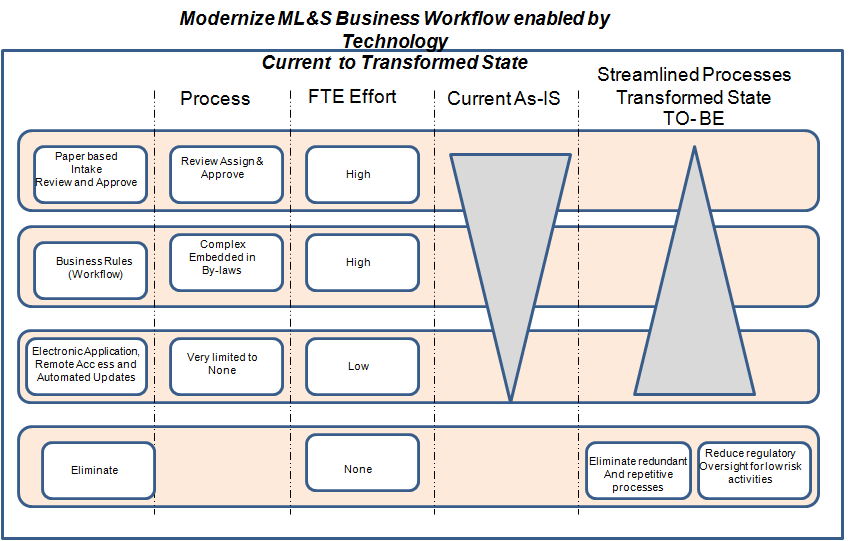 Modernize ML&S Business Workflow enabled by
Technology
Current to Transformed State
Process
FTE Effort
Current As-IS
Streamlined Processes
Transformed State
TO- BE
Paper based
Intake
Review and Approve
Review Assign &
Approve
High
Business Rules
(Workflow)
Complex
Embedded in
By-laws
High
Electronic Application,
Remote Access and
Automated Updates
Very limited to
None
Low
Eliminate
None
Eliminate redundant
And repetitive
processes
Reduce regulatory
Oversight for low risk
activities